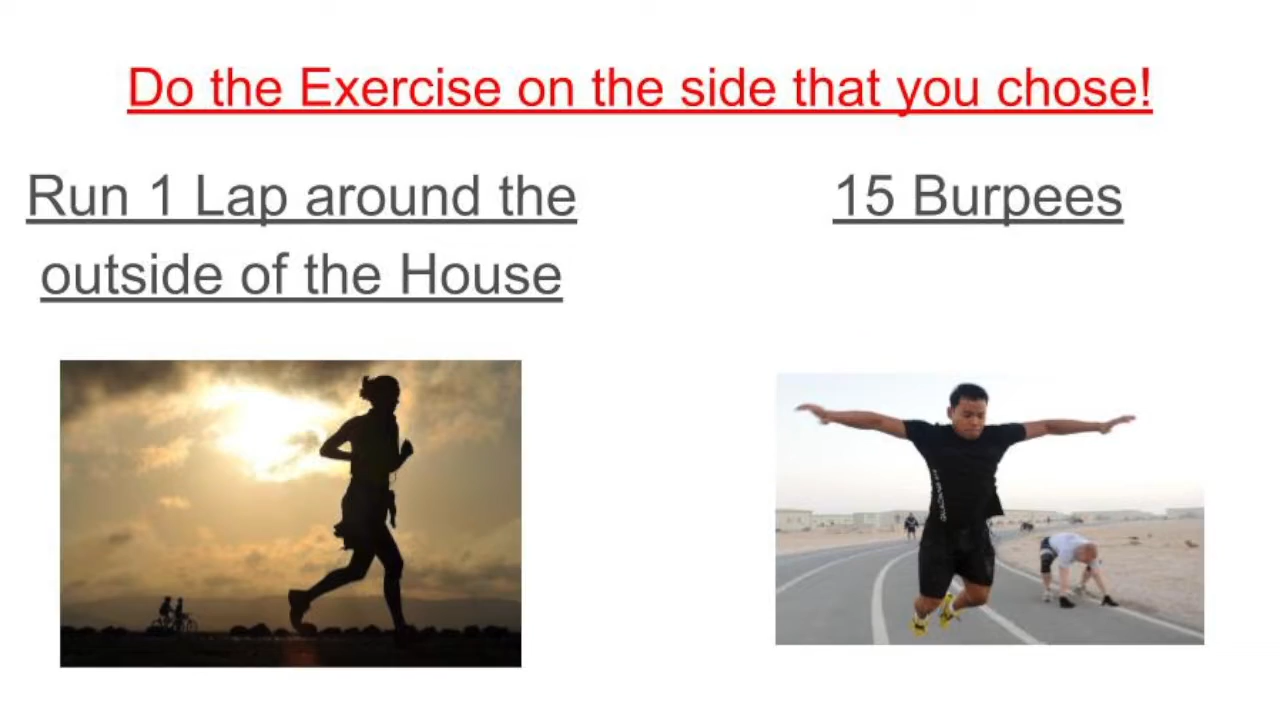 Do the Exercise on the side that you chose!
Run 1 Lap around the
outside of the House
15 Burpees